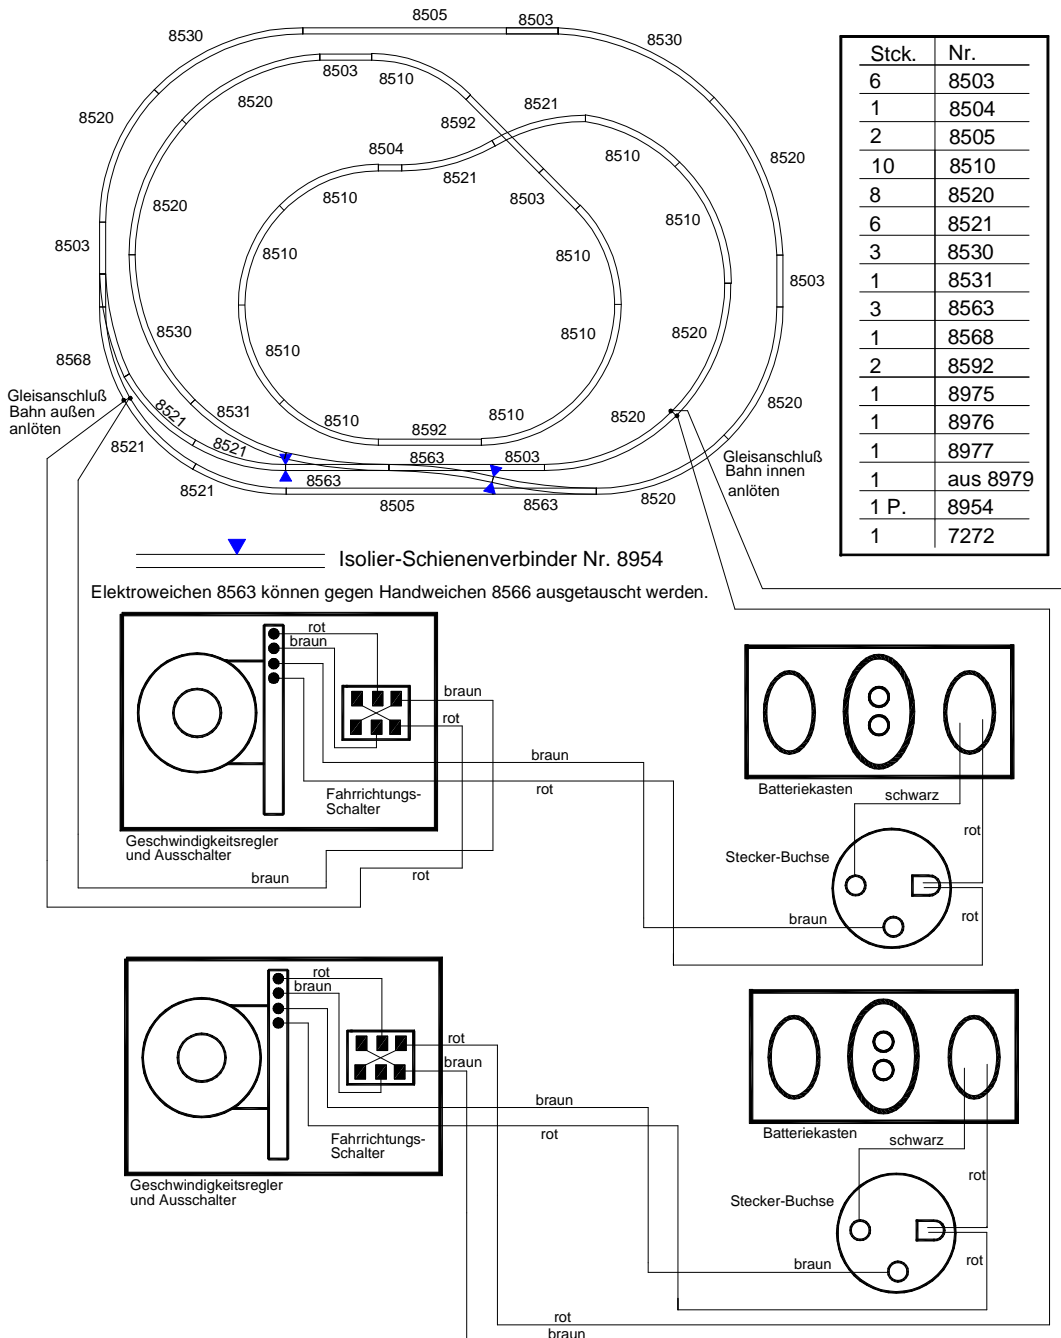 8505
8503
8530
8530
8503
8510
8520
8521
8520
8592
8504
8510
8520
8521
8510
8503
8520
8510
8503
8510
8510
8503
8530
8510
8520
8568
8510
Gleisanschluß
Bahn außen
anlöten
8531
8521
8520
8520
8510
8592
8510
8521
8521
8563
8503
Gleisanschluß
Bahn innen
anlöten
8563
8521
8505
8563
8520
Stck. Nr.
6 8503
1 8504
2 8505
10 8510
8 8520
6 8521
3 8530
1 8531
3 8563
1 8568
2 8592
1 8975
1 8976
1 8977
1 aus 8979
1 P. 8954
1 7272
Isolier-Schienenverbinder Nr. 8954
Elektroweichen 8563 können gegen Handweichen 8566 ausgetauscht werden.
rot
braun
braun
rot
braun
rot
Fahrrichtungs-
Schalter
Geschwindigkeitsregler
und Ausschalter
braun
rot
Batteriekasten
schwarz
rot
Stecker-Buchse
braun
rot
rot
braun
rot
braun
braun
rot
Fahrrichtungs-
Schalter
Geschwindigkeitsregler
und Ausschalter
Batteriekasten
schwarz
rot
Stecker-Buchse
braun
rot
rot
braun